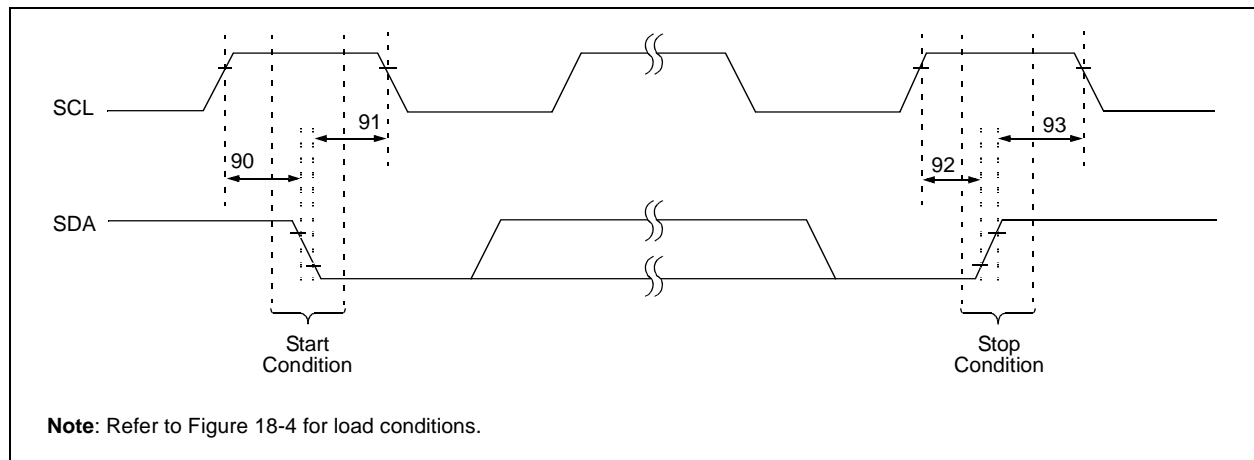 SCL
91
93
90
92
SDA
Start
Condition
Stop
Condition
Note: Refer to Figure 18-4 for load conditions.